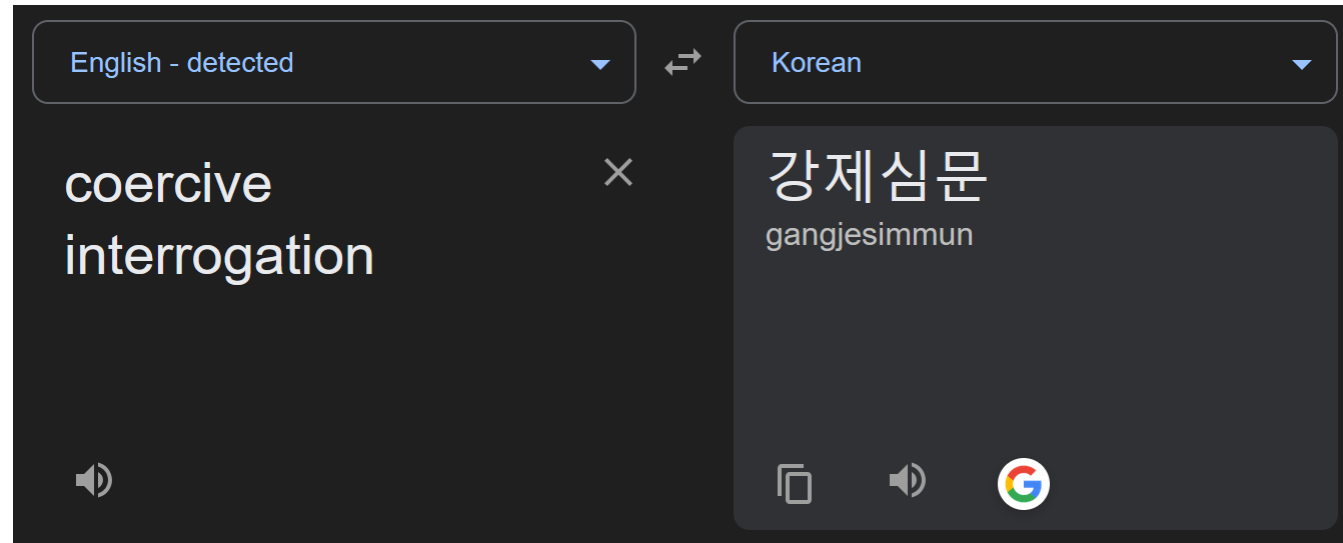 English - detected
Korean
coercive
interrogation
강제심문
gangjesimmun